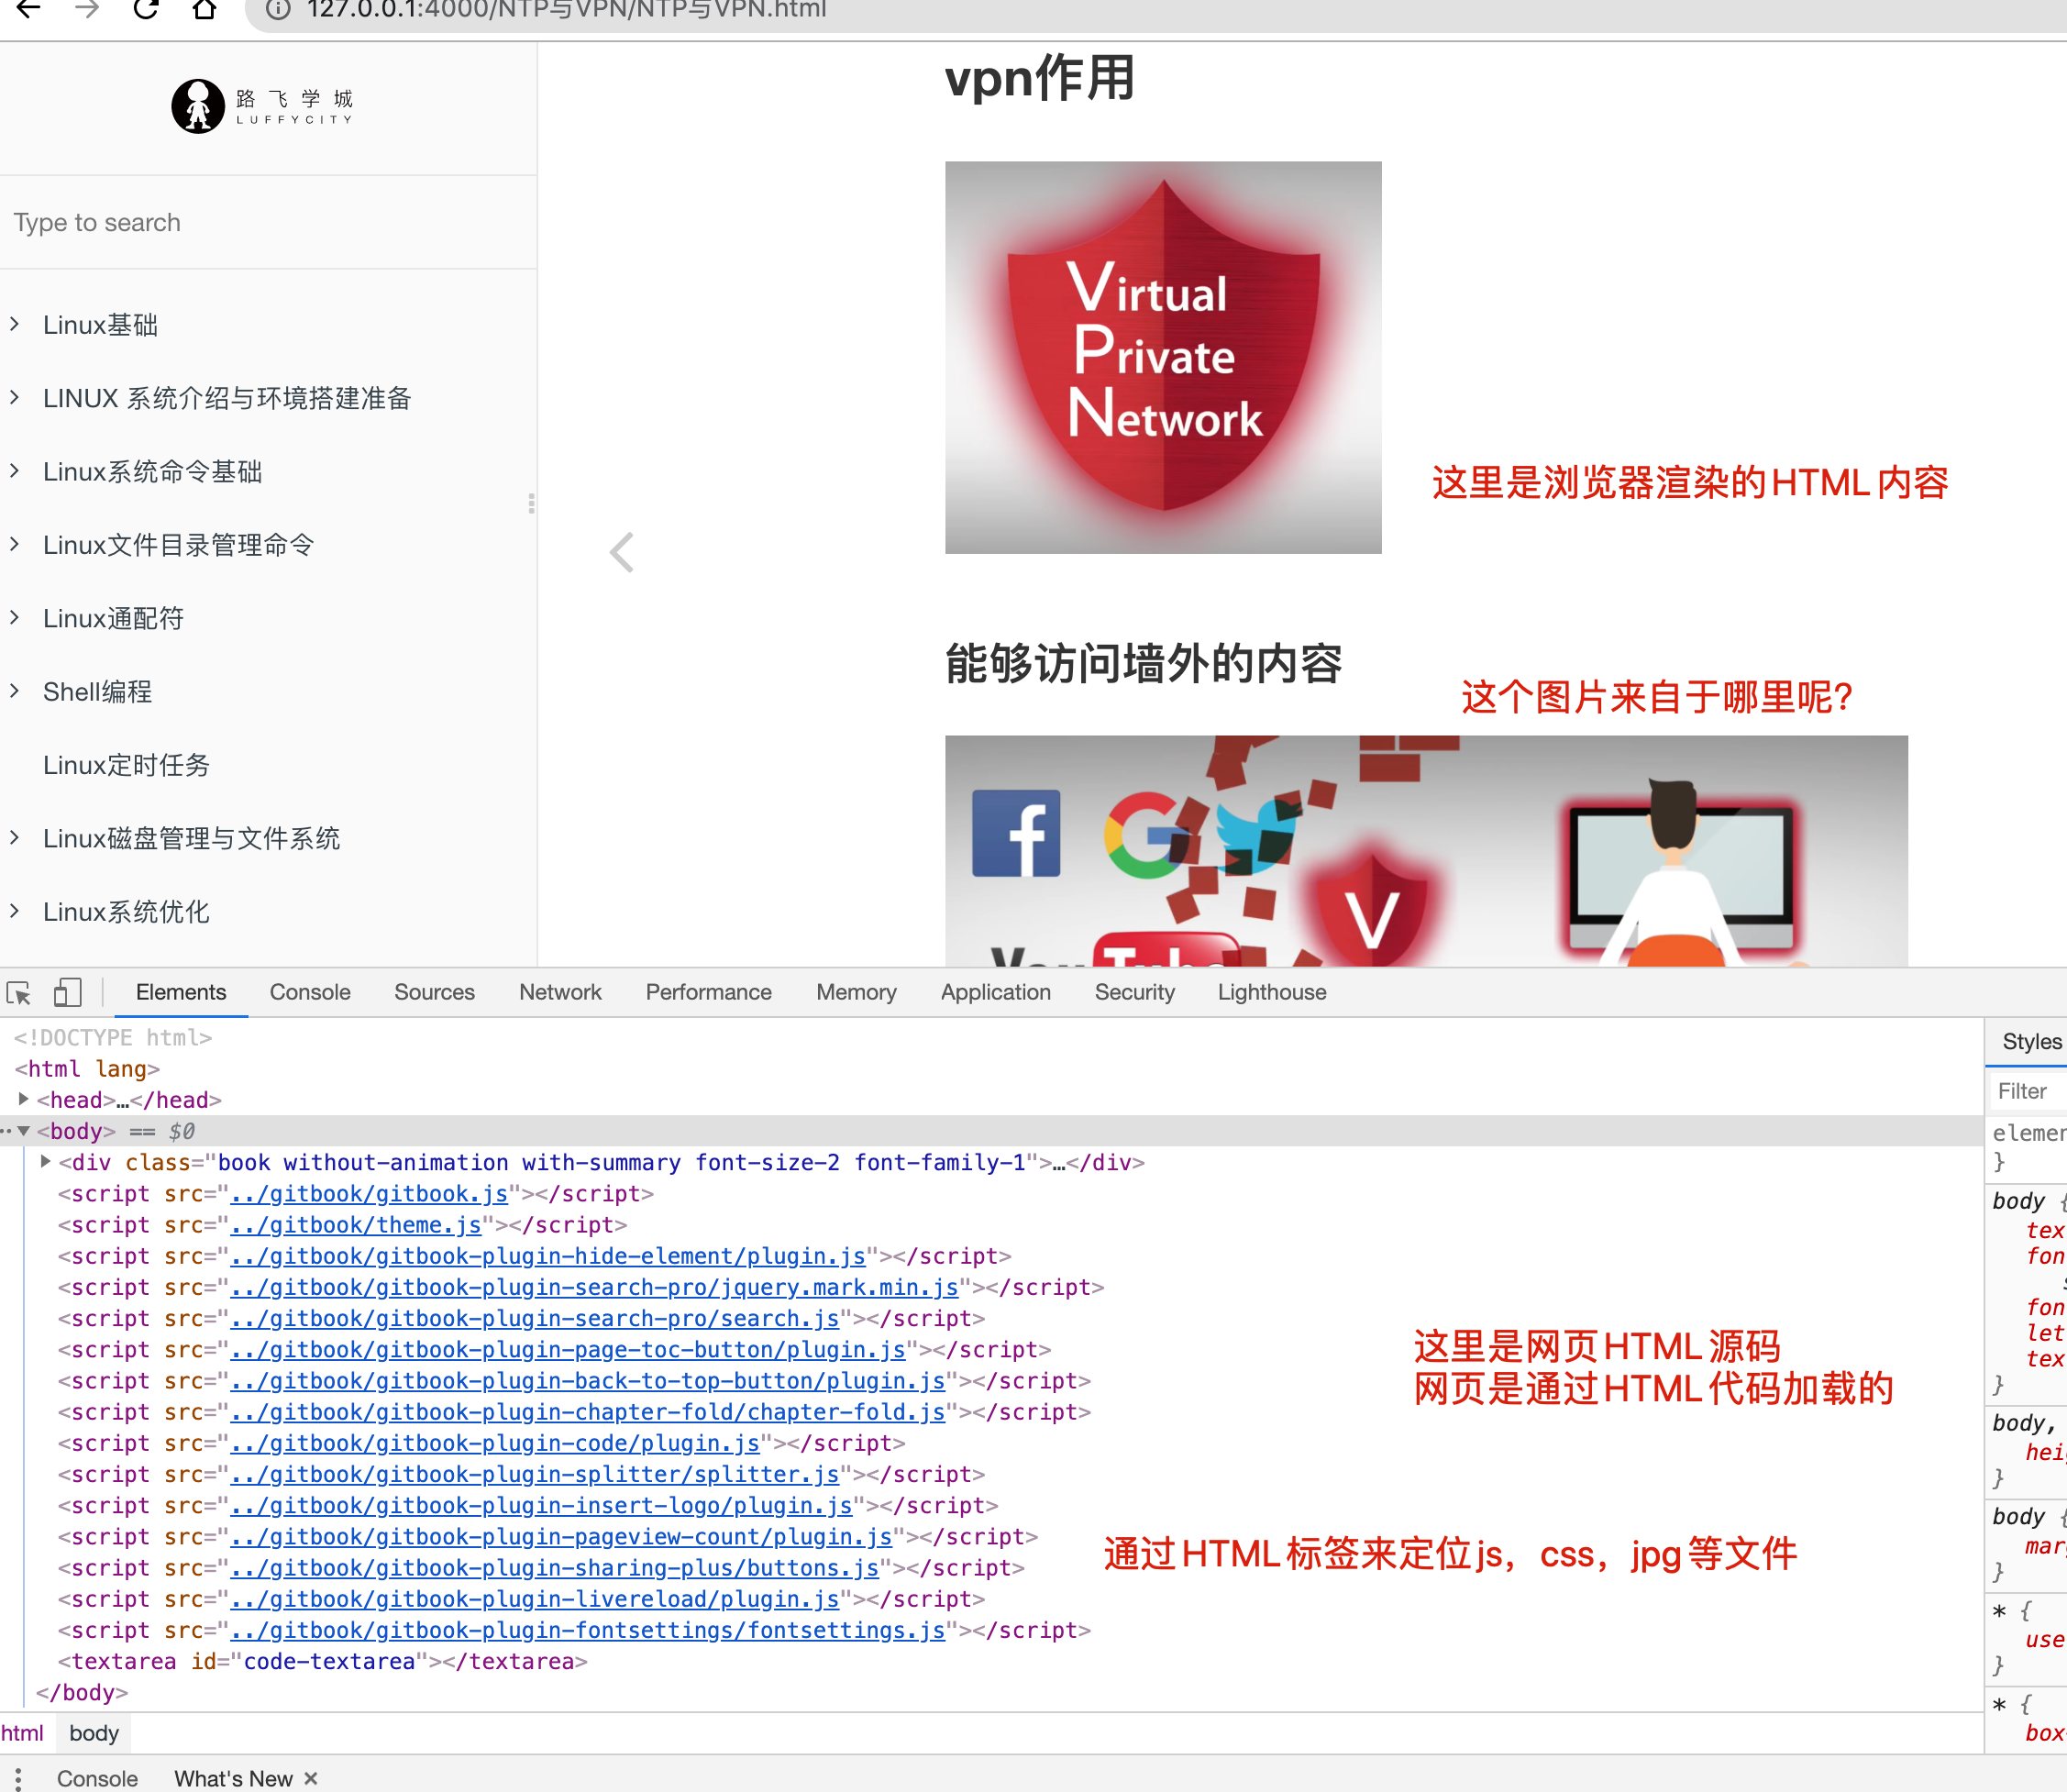 127.0.0.1:4000/NTP与VPN/NTP与VPN.html
路飞学城
LUFFYCITY
Type to search
Linux基础
LINUX 系统介绍与环境搭建准备
Linux系统命令基础
Linux文件目录管理命令
Linux通配符
Shell编程
Linux定时任务
Linux磁盘管理与文件系统
Linux系统优化
vpn作用
Virtual
Private
Network
这里是浏览器渲染的HTML内容
能够访问墙外的内容
这个图片来自于哪里呢?
f
G
V
You Tube
Elements Console Sources Network Performance Memory Application Security Lighthouse
<!DOCTYPE html>
<html lang>
<head>…</head>
<body> == $0
<div class="book without-animation with-summary font-size-2 font-family-1">…</div>
<script src="../gitbook/gitbook.js"></script>
<script src="../gitbook/theme.js"></script>
<script src="../gitbook/gitbook-plugin-hide-element/plugin.js"></script>
<script src="../gitbook/gitbook-plugin-search-pro/jquery.mark.min.js"></script>
<script src="../gitbook/gitbook-plugin-search-pro/search.js"></script>
<script src="../gitbook/gitbook-plugin-page-toc-button/plugin.js"></script>
<script src="../gitbook/gitbook-plugin-back-to-top-button/plugin.js"></script>
<script src="../gitbook/gitbook-plugin-chapter-fold/chapter-fold.js"></script>
<script src="../gitbook/gitbook-plugin-code/plugin.js"></script>
<script src="../gitbook/gitbook-plugin-splitter/splitter.js"></script>
<script src="../gitbook/gitbook-plugin-insert-logo/plugin.js"></script>
<script src="../gitbook/gitbook-plugin-pageview-count/plugin.js"></script>
<script src="../gitbook/gitbook-plugin-sharing-plus/buttons.js"></script>
<script src="../gitbook/gitbook-plugin-livereload/plugin.js"></script>
<script src="../gitbook/gitbook-plugin-fontsettings/fontsettings.js"></script>
<textarea id="code-textarea"></textarea>
</body>
这里是网页HTML源码
网页是通过HTML代码加载的
通过HTML标签来定位js，css，jpg等文件
html body
Console What's New ×
Styles
Filter
elemen
}
body {
tex
fon
s
fon
let
tex
}
body,
heig
}
body {
mar
}
* {
use
}
* {
box